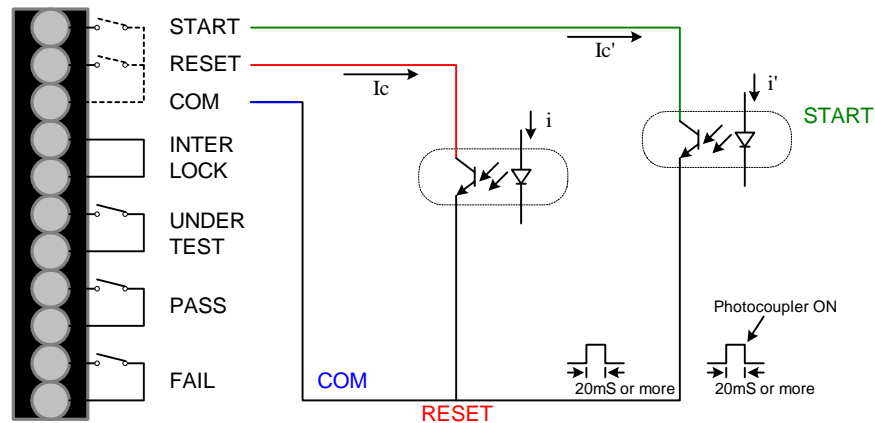 START
RESET
COM
INTER
LOCK
UNDER
TEST
PASS
FAIL
Ic
Ic'
i
i'
START
Photocoupler ON
20mS or more
20mS or more
COM
RESET